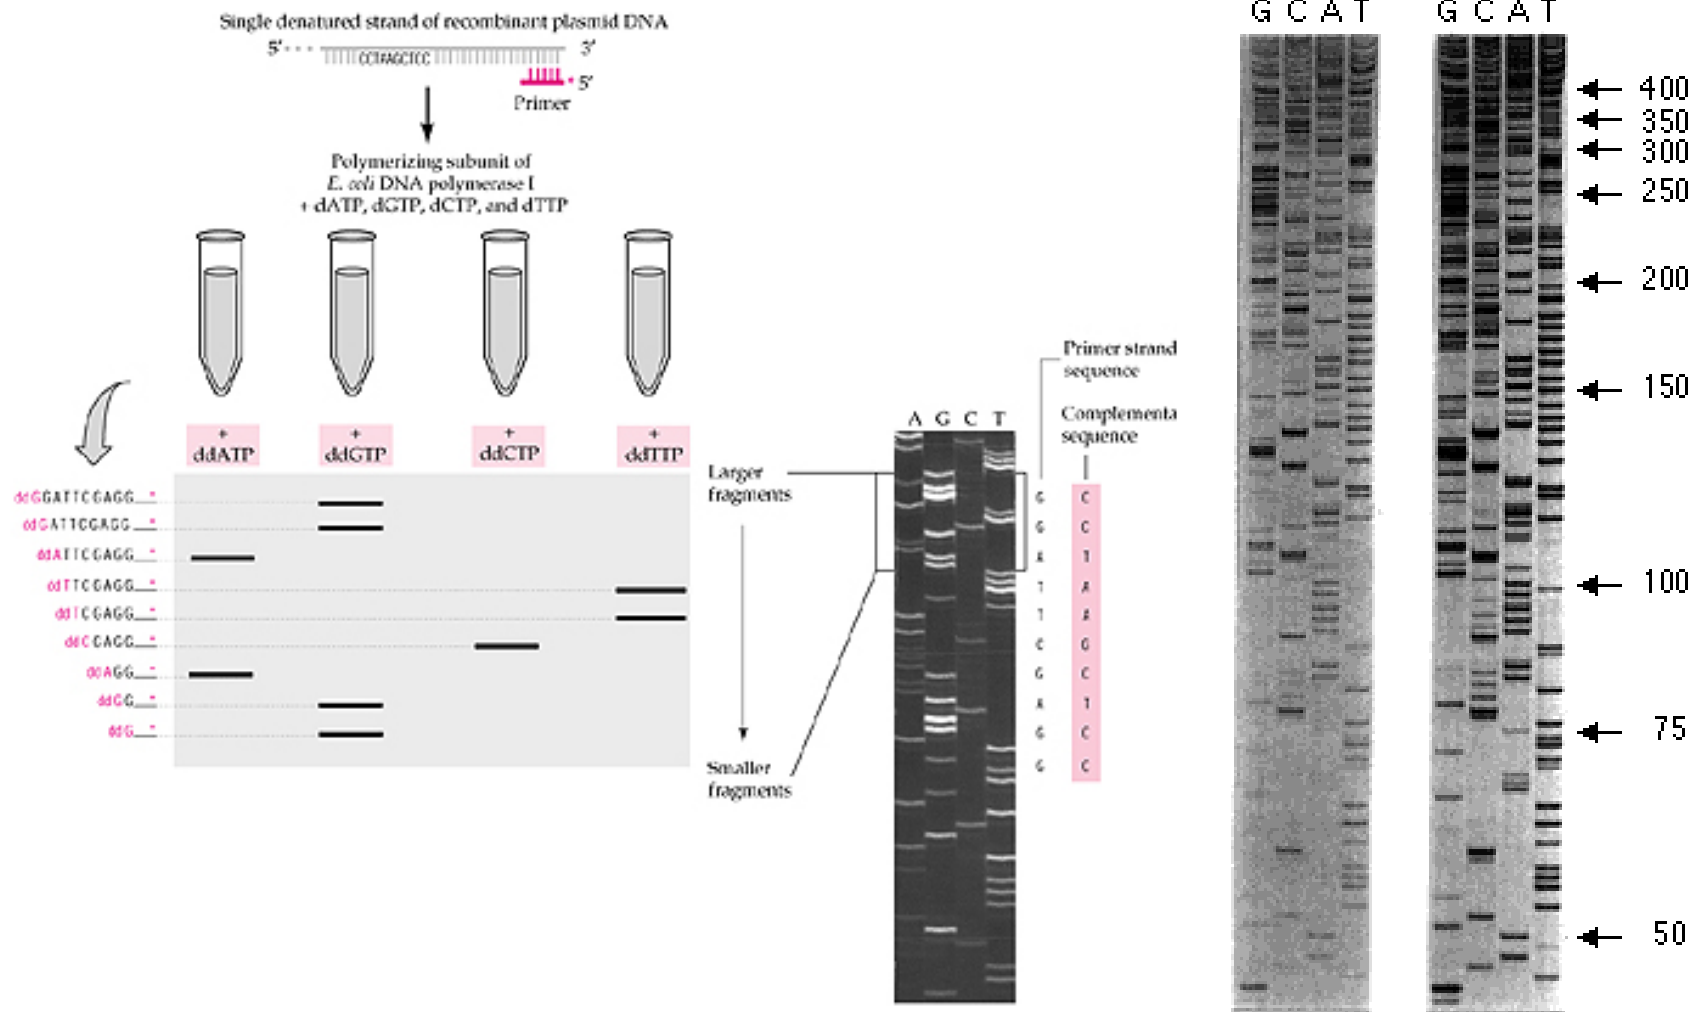 Single denatured strand of recombinant plasmid DNA
5' 3'
CCTAAGCTCC
* 5'
Primer
Polymerizing subunit of
E. coli DNA polymerase I
+ dATP, dGTP, dCTP, and dTTP
+ + + +
ddATP ddGTP ddCTP ddTTP
ddGGATTCGAGG *
ddGATTCGAGG *
ddATTCGAGG *
ddTTCGAGG *
ddTCGAGG *
ddCGAGG *
ddAGG *
ddGG *
ddG *
Larger
fragments
Smaller
fragments
A G C T
Primer strand
sequence
Complementa
sequence
G C
G C
A T
T A
T A
C G
G C
A T
G C
G C
G C A T G C A T
400
350
300
250
200
150
100
75
50